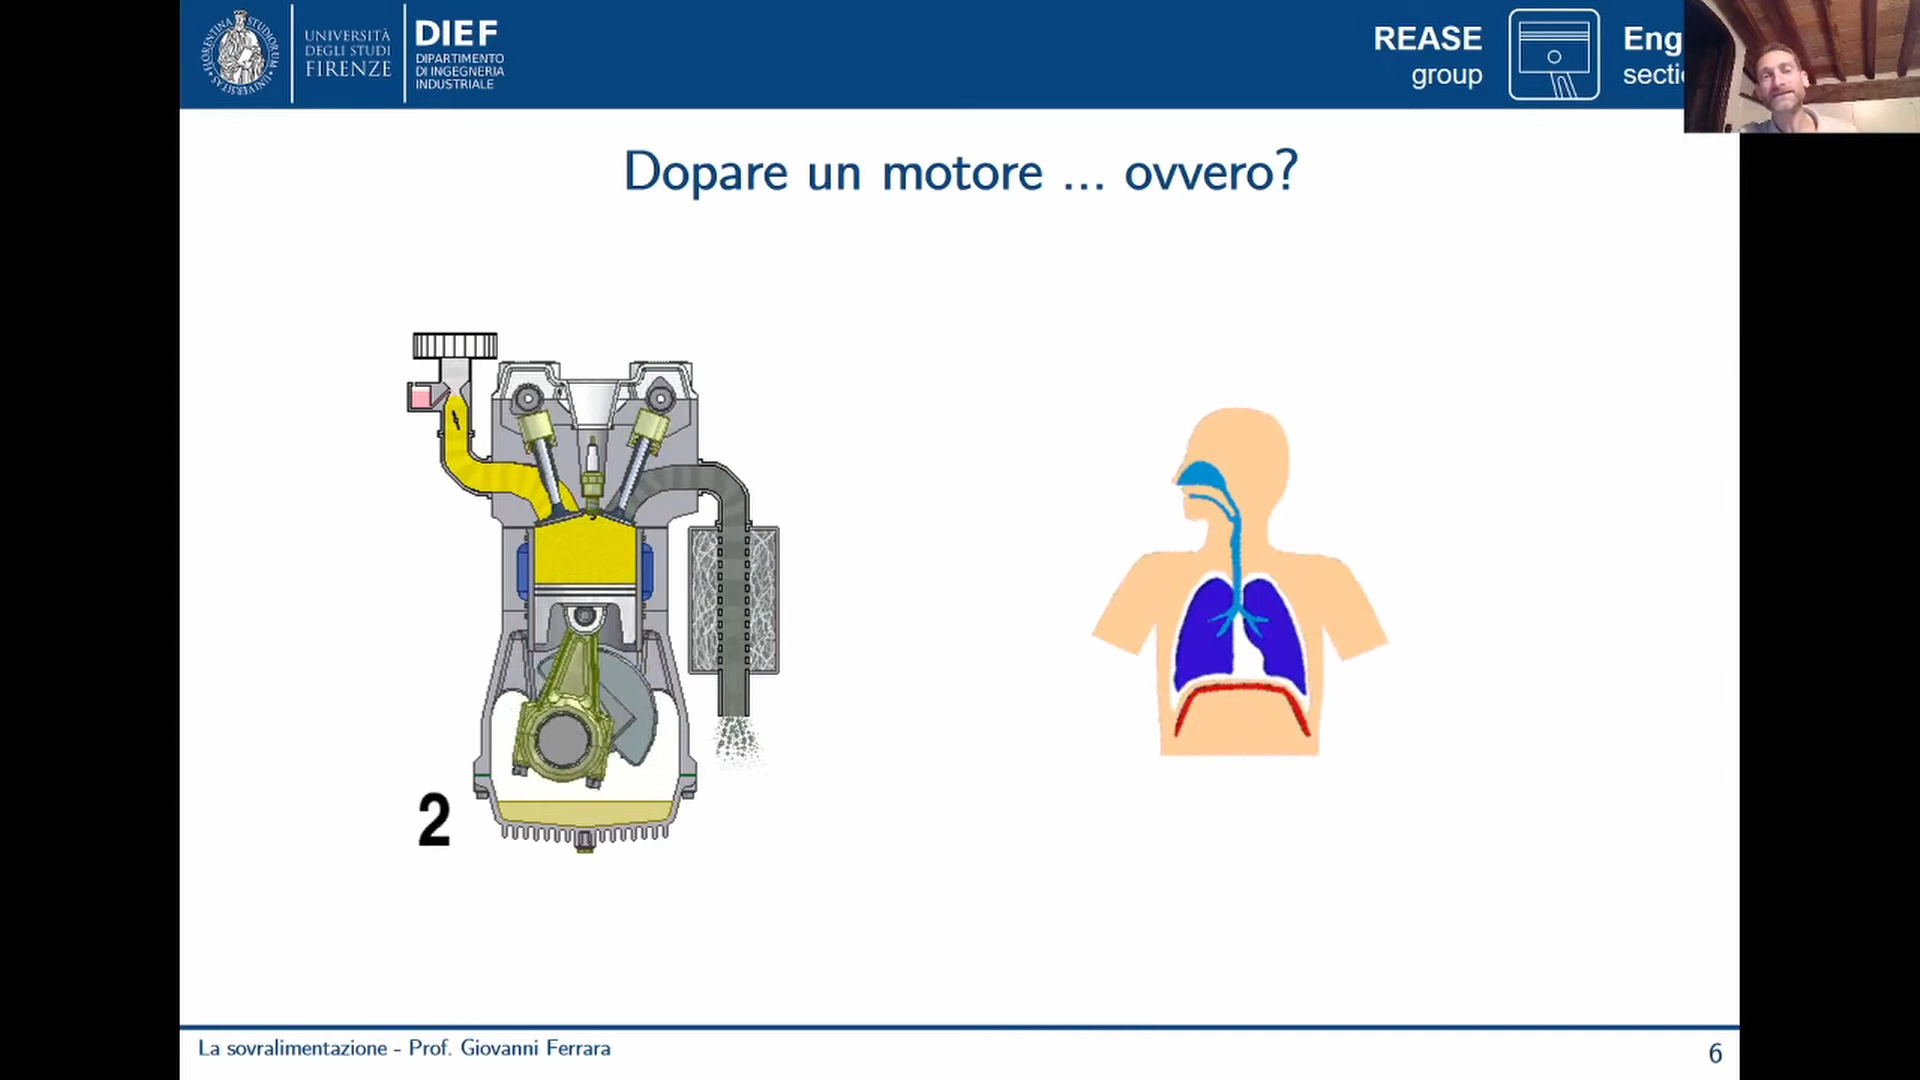 UNIVERSITÀ
DEGLI STUDI
FIRENZE
DIEF
DIPARTIMENTO
DI INGEGNERIA
INDUSTRIALE
REASE
group
Eng
secti
Dopare un motore ... ovvero?
2
La sovralimentazione - Prof. Giovanni Ferrara
6